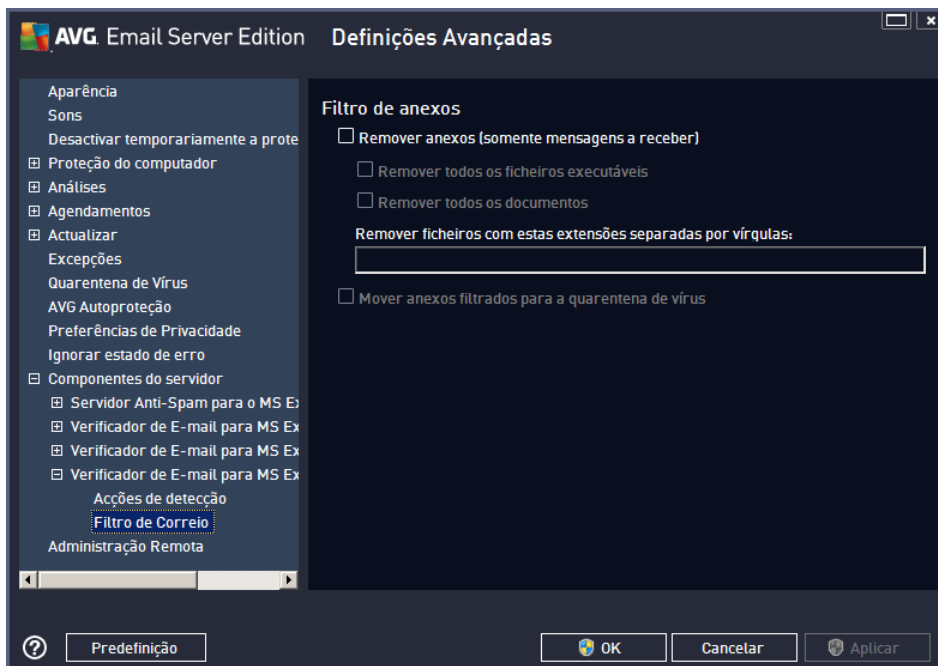 AVG. Email Server Edition Definições Avançadas
Aparência
Sons
Desactivar temporariamente a prote
Proteção do computador
Análises
Agendamentos
Actualizar
Excepções
Quarentena de Vírus
AVG Autoproteção
Preferências de Privacidade
Ignorar estado de erro
Componentes do servidor
Servidor Anti-Spam para o MS Ex
Verificador de E-mail para MS Ex
Verificador de E-mail para MS Ex
Verificador de E-mail para MS Ex
Acções de detecção
Filtro de Correio
Administração Remota
Filtro de anexos
Remover anexos (somente mensagens a receber)
Remover todos os ficheiros executáveis
Remover todos os documentos
Remover ficheiros com estas extensões separadas por vírgulas:
Mover anexos filtrados para a quarentena de vírus
Predefinição
OK
Cancelar
Aplicar